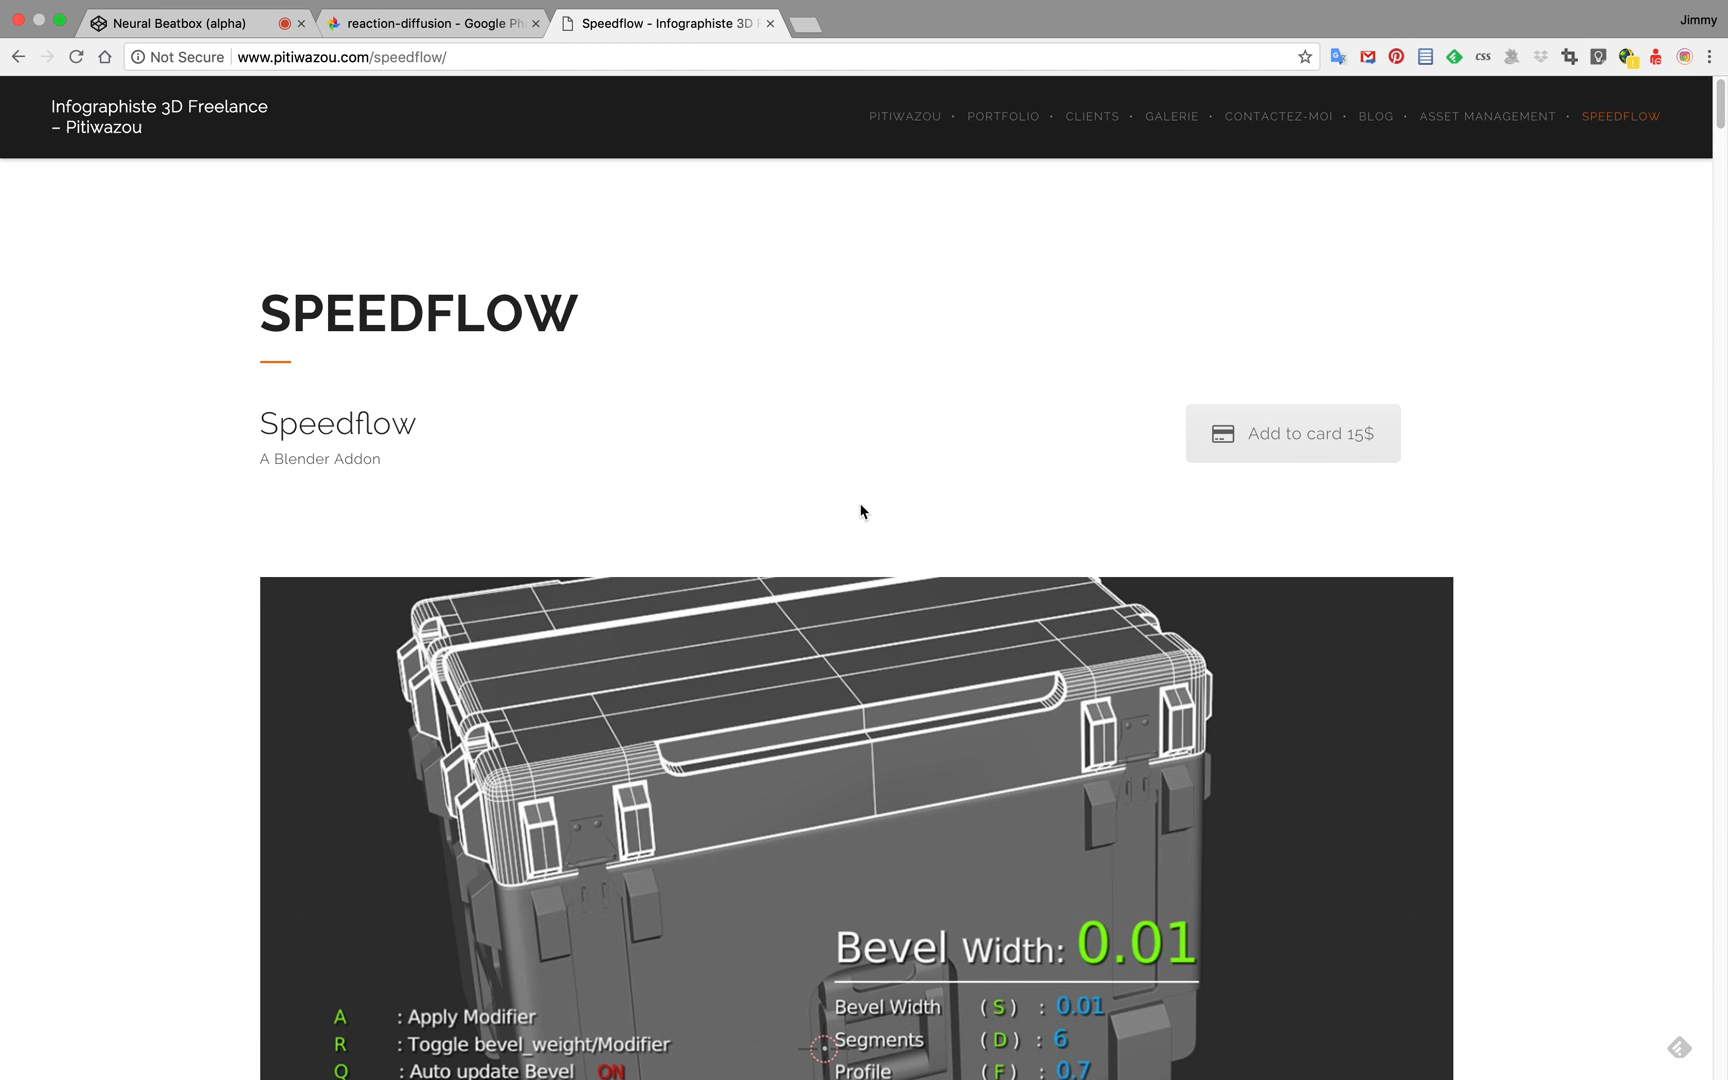 Neural Beatbox (alpha)
reaction-diffusion - Google Ph
Speedflow - Infographiste 3D F
Jimmy
Not Secure
www.pitiwazou.com/speedflow/
css
Infographiste 3D Freelance
– Pitiwazou
PITIWAZOU · PORTFOLIO · CLIENTS · GALERIE · CONTACTEZ-MOI · BLOG · ASSET MANAGEMENT · SPEEDFLOW
SPEEDFLOW
Speedflow
A Blender Addon
Add to card 15$
Bevel Width: 0.01
Bevel Width ( S ) : 0.01
Segments ( D ) : 6
Profile ( F ) : 0.7
A : Apply Modifier
R : Toggle bevel_weight/Modifier
Q : Auto update Bevel ON